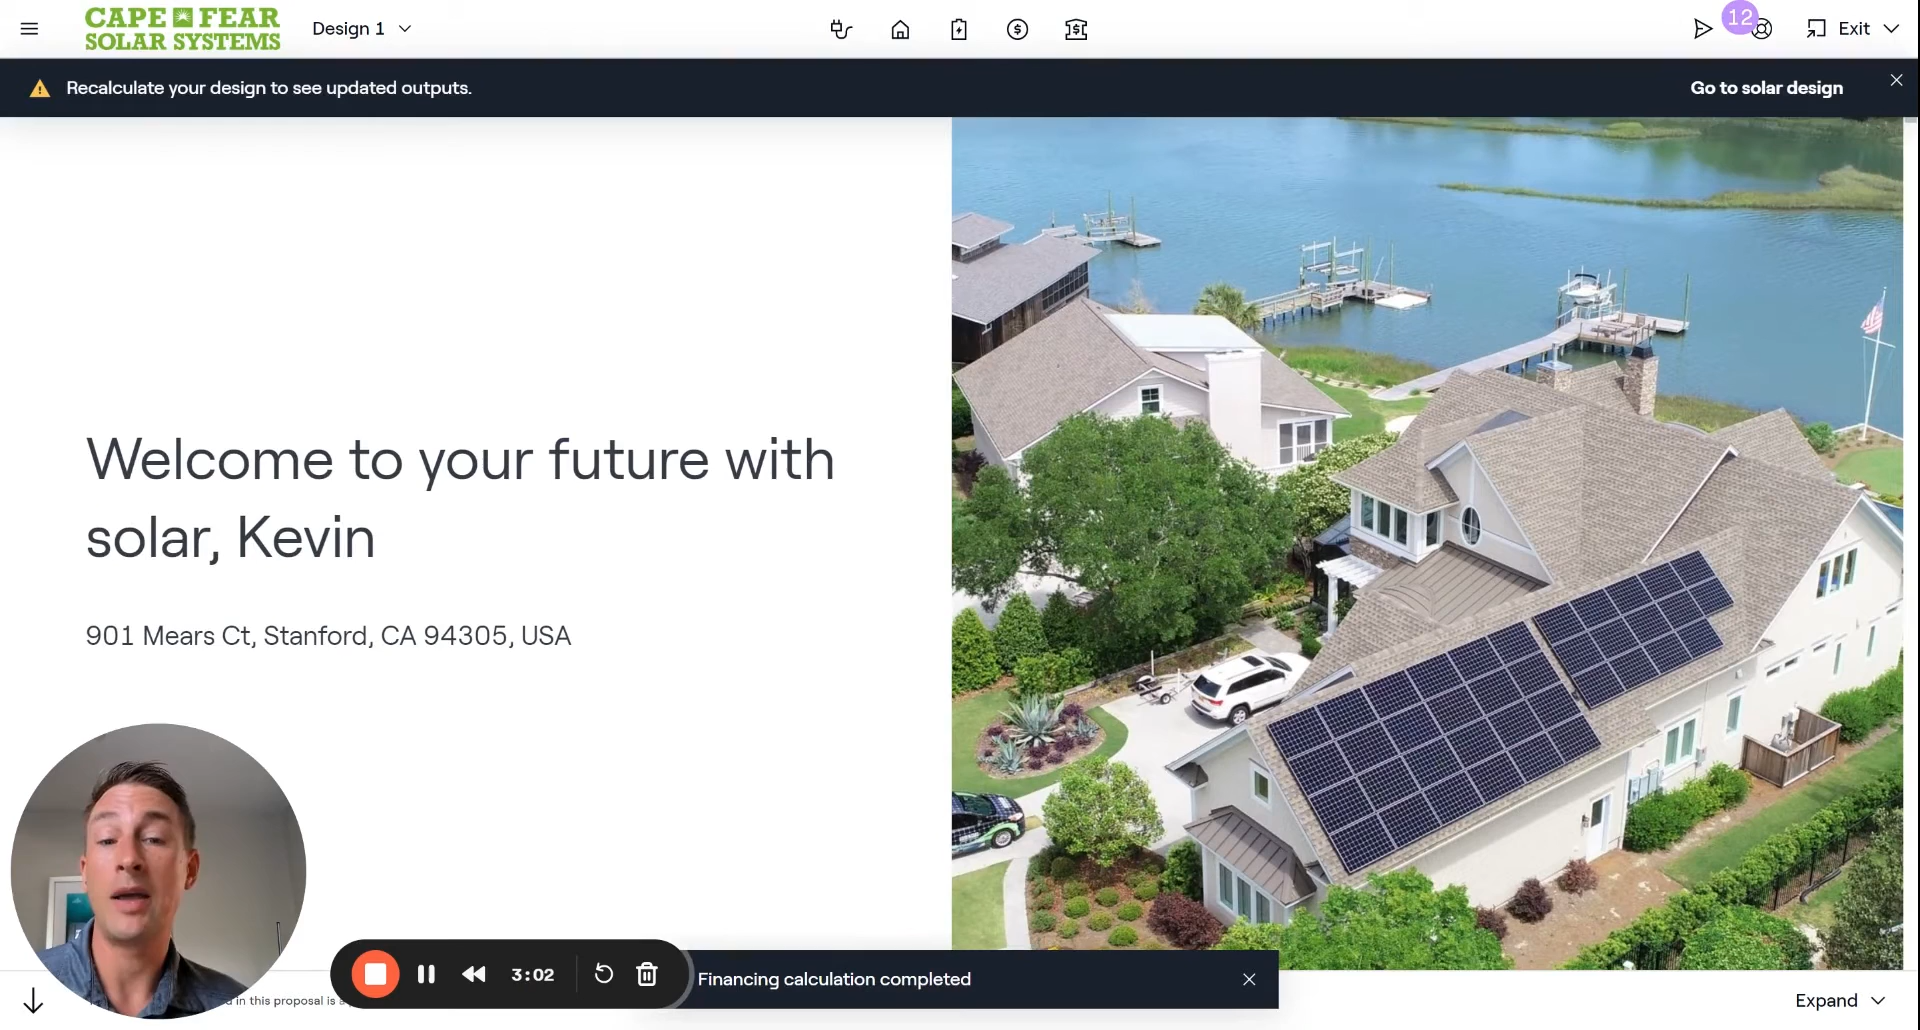 CAPE FEAR
SOLAR SYSTEMS
Design 1
12
Exit
Recalculate your design to see updated outputs.
Go to solar design
Welcome to your future with
solar, Kevin
901 Mears Ct, Stanford, CA 94305, USA
3:02
Financing calculation completed
in this proposal is
Expand